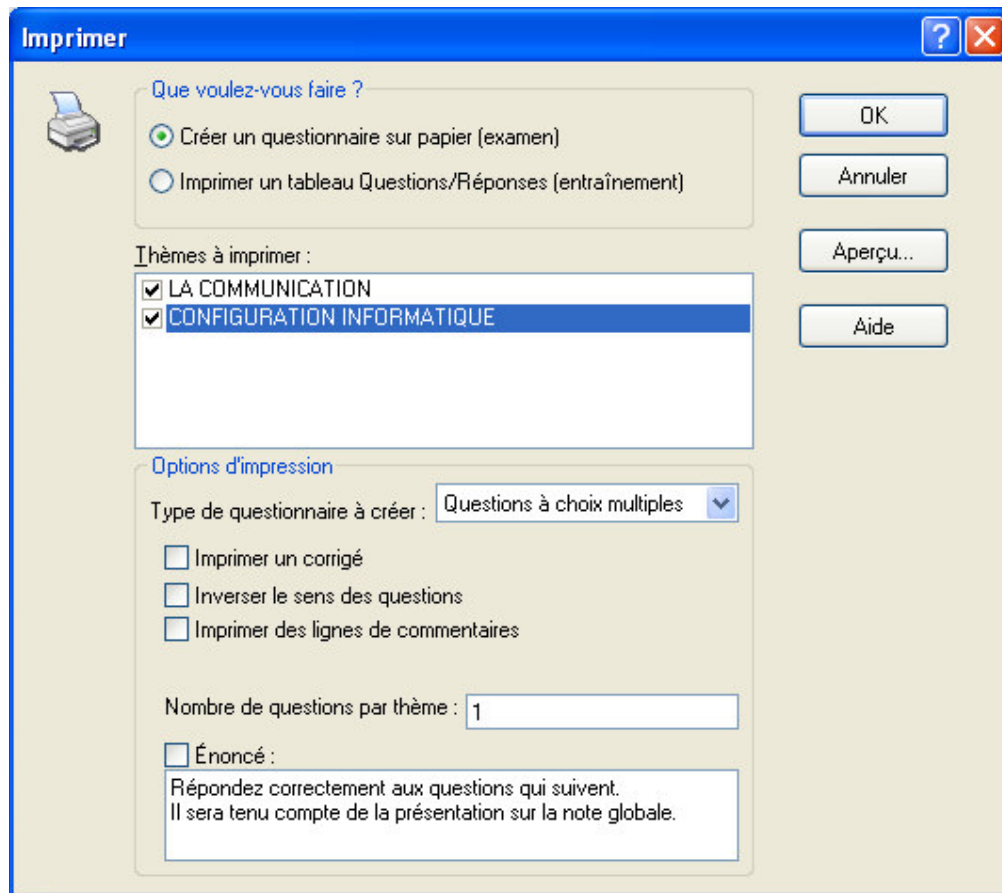 Imprimer
Que voulez-vous faire ?
Créer un questionnaire sur papier (examen)
Imprimer un tableau Questions/Réponses (entraînement)
OK
Annuler
Aperçu...
Aide
Thèmes à imprimer :
LA COMMUNICATION
CONFIGURATION INFORMATIQUE
Options d'impression
Type de questionnaire à créer : Questions à choix multiples
Imprimer un corrigé
Inverser le sens des questions
Imprimer des lignes de commentaires
Nombre de questions par thème : 1
Énoncé :
Répondez correctement aux questions qui suivent.
Il sera tenu compte de la présentation sur la note globale.